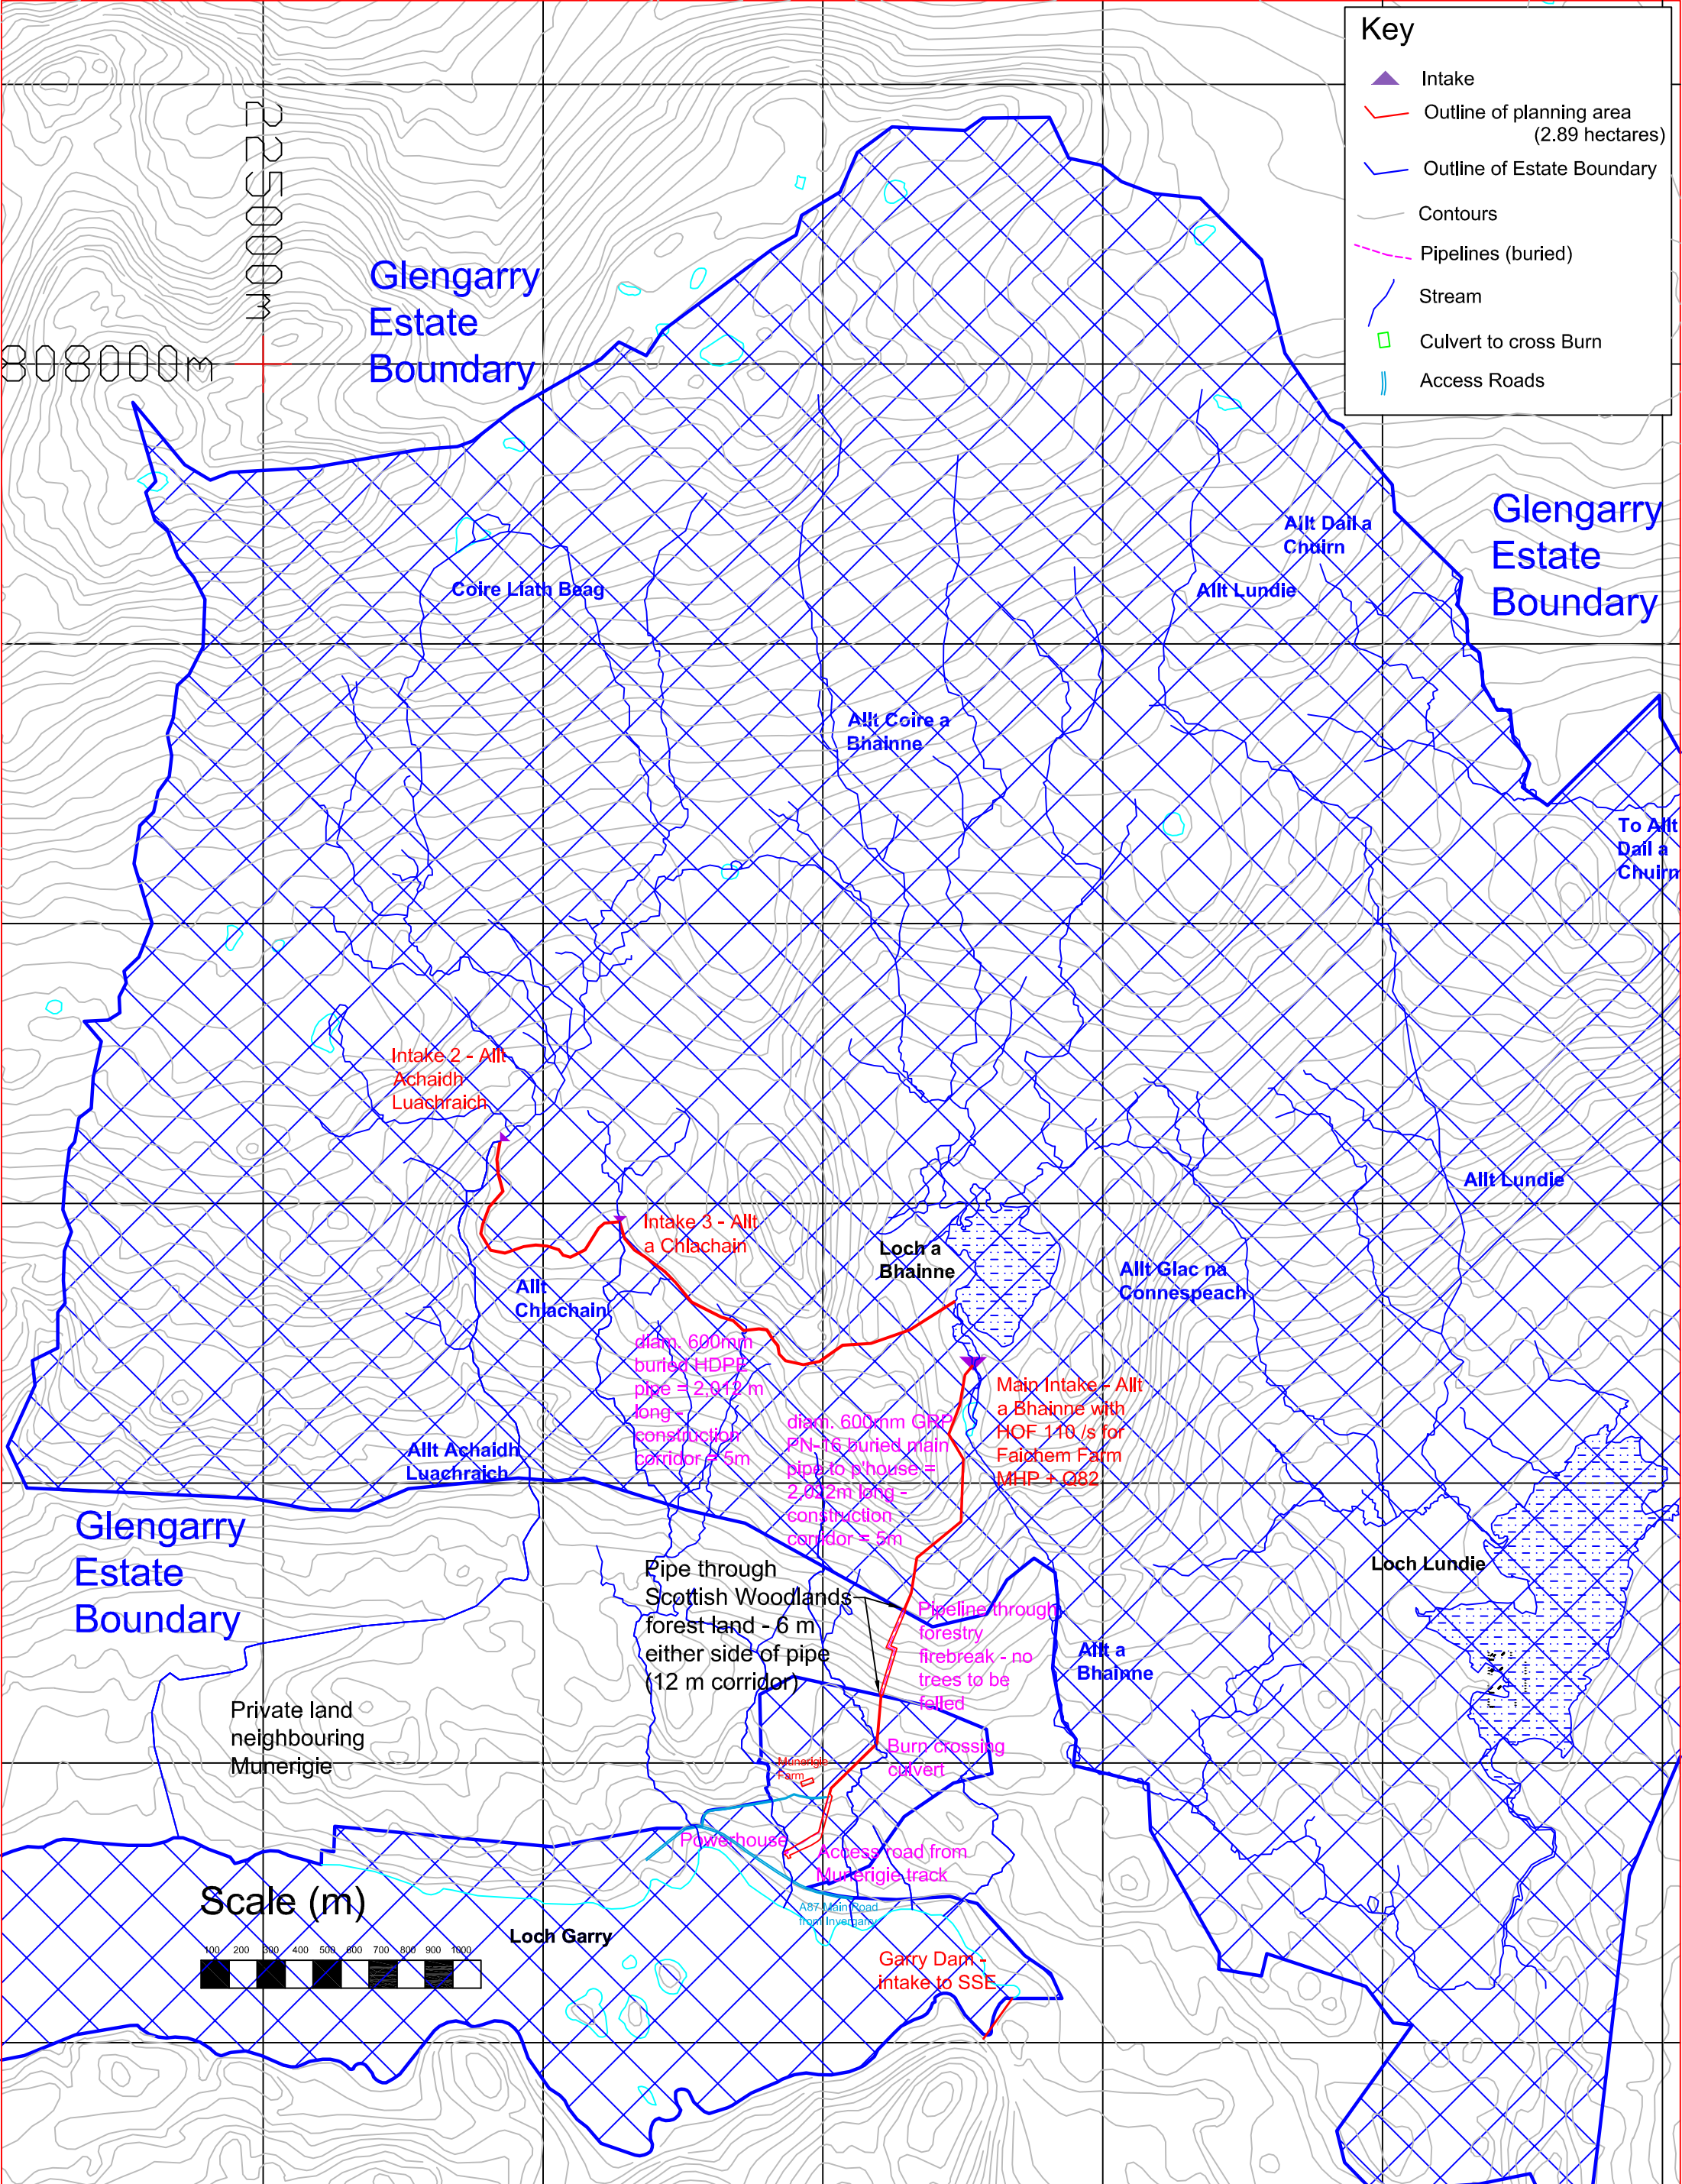 Key
Intake
Outline of planning area
(2.89 hectares)
Outline of Estate Boundary
Contours
Pipelines (buried)
Stream
Culvert to cross Burn
Access Roads
225000m
808000m
Glengarry
Estate
Boundary
Glengarry
Estate
Boundary
Allt Dail a
Chuirn
Allt Lundie
Coire Liath Beag
Allt Coire a
Bhainne
To Allt
Dail a
Chuirn
Intake 2 - Allt
Achaidh
Luachraich
Allt Lundie
Intake 3 - Allt
a Chlachain
Loch a
Bhainne
Allt Glac na
Connespeach
Allt
Chlachain
diam. 600mm
buried HDPE
pipe = 2,012 m
long -
construction
corridor = 5m
Main Intake - Allt
a Bhainne with
HOF 110 /s for
Faichem Farm
MHP + Q82
diam. 600mm GRP
PN-16 buried main
pipe to p'house =
2,022m long -
construction
corridor = 5m
Allt Achaidh
Luachraich
Glengarry
Estate
Boundary
Loch Lundie
Pipe through
Scottish Woodlands
forest land - 6 m
either side of pipe
(12 m corridor)
Pipeline through
forestry
firebreak - no
trees to be
felled
Allt a
Bhainne
Private land
neighbouring
Munerigie
Burn crossing
culvert
Munerigie
Farm
Powerhouse
Access road from
Munerigie track
A87 Main Road
from Invergarry
Scale (m)
100 200 300 400 500 600 700 800 900 1000
Loch Garry
Garry Dam -
intake to SSE